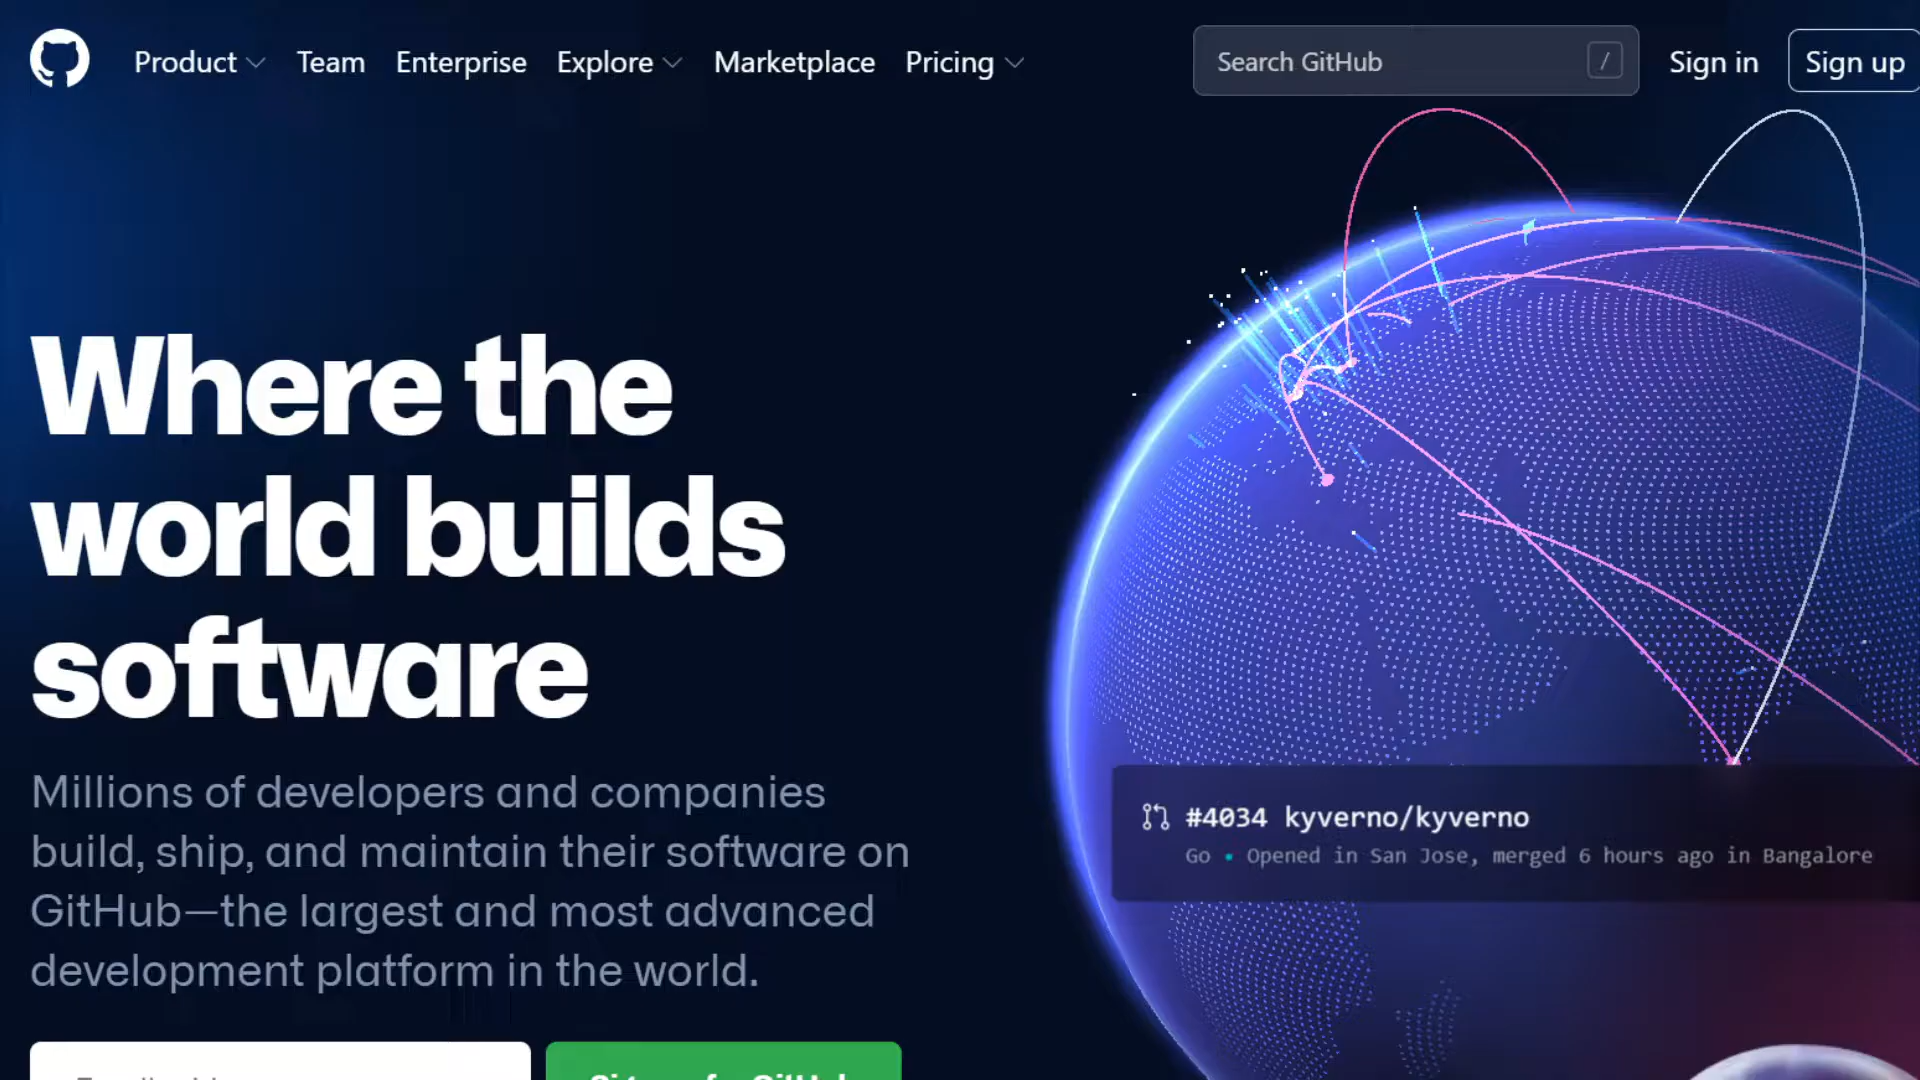 Product
Team
Enterprise
Explore
Marketplace
Pricing
Search GitHub
/
Sign in
Sign up
Where the
world builds
software
Millions of developers and companies
build, ship, and maintain their software on
GitHub—the largest and most advanced
development platform in the world.
#4034 kyverno/kyverno
Go • Opened in San Jose, merged 6 hours ago in Bangalore